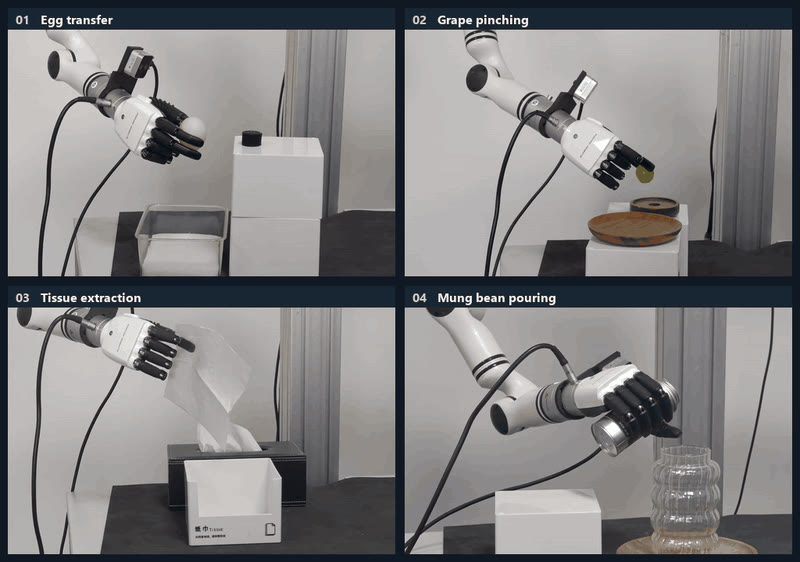 01 Egg transfer
02 Grape pinching
03 Tissue extraction
04 Mung bean pouring
纸巾 Tissue